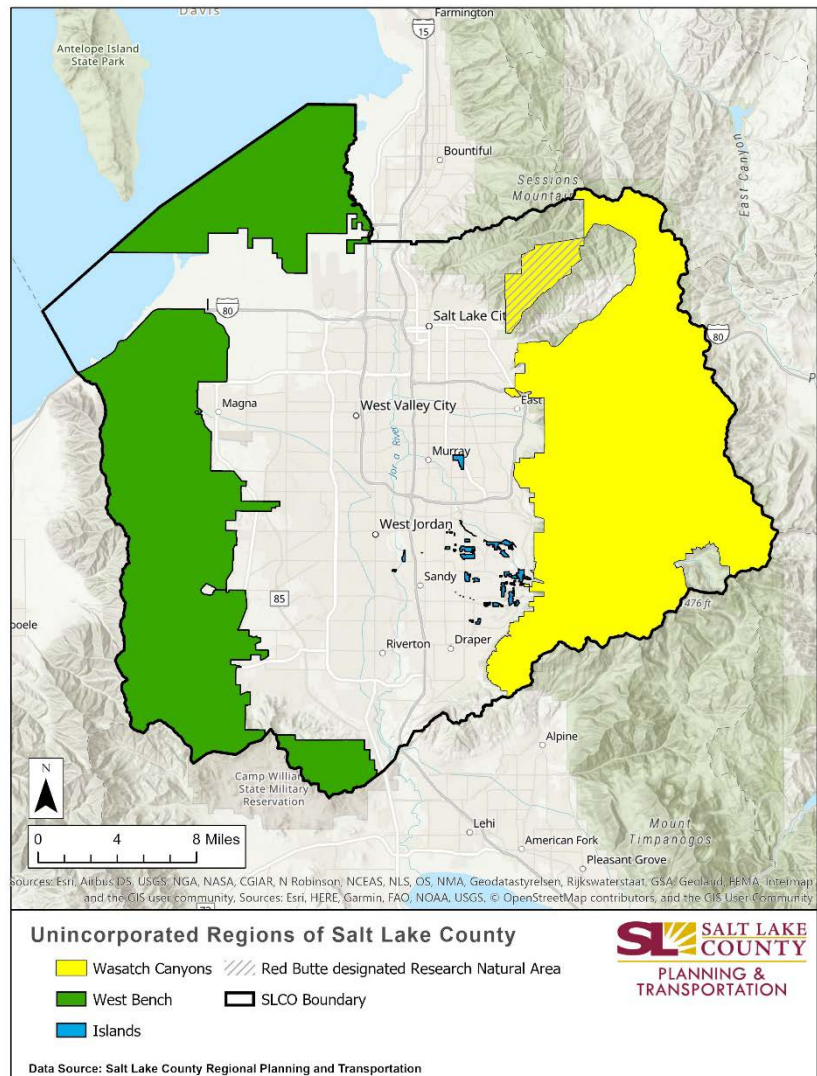 Davis
Farmington
15
Antelope Island
State Park
Bountiful
East Canyon
Sessions
Mountain
80
Salt Lake Cit
80
Magna
West Valley City
East
Murray
West Jordan
Sandy
85
476 ft
ooele
Riverton
Draper
Alpine
Camp William
State Military
Reservation
N
Lehi
Mount
Timpanogos
American Fork
Pleasant Grove
0 4 8 Miles
Sources: Esri, Airbus DS, USGS, NGA, NASA, CGIAR, N Robinson, NCEAS, NLS, OS, NMA, Geodatastyrelsen, Rijkswaterstaat, GSA, Geoland, FEMA, Intermap
and the GIS user community, Sources: Esri, HERE, Garmin, FAO, NOAA, USGS, © OpenStreetMap contributors, and the GIS User Community
Unincorporated Regions of Salt Lake County
Wasatch Canyons
Red Butte designated Research Natural Area
West Bench
SLCO Boundary
Islands
SL SALT LAKE
COUNTY
PLANNING &
TRANSPORTATION
Data Source: Salt Lake County Regional Planning and Transportation